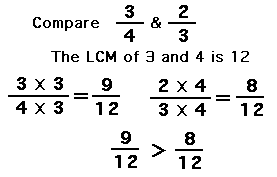 Compare 3/4 & 2/3
The LCM of 3 and 4 is 12
3 X 3 / 4 X 3 = 9/12   2 X 4 / 3 X 4 = 8/12
9/12 > 8/12